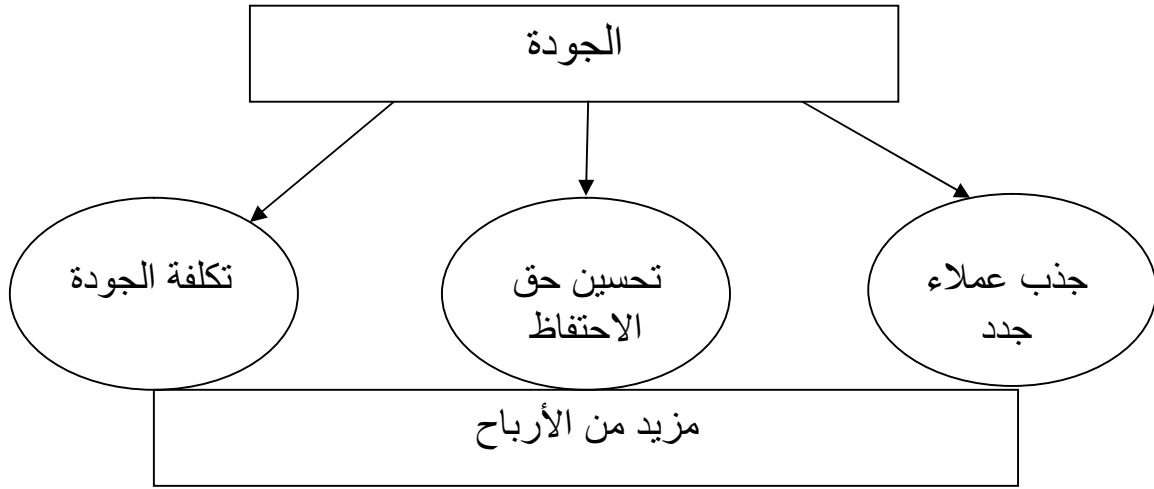 الجودة
جذب عملاء
جدد
تحسين حق
الاحتفاظ
تكلفة الجودة
مزيد من الأرباح